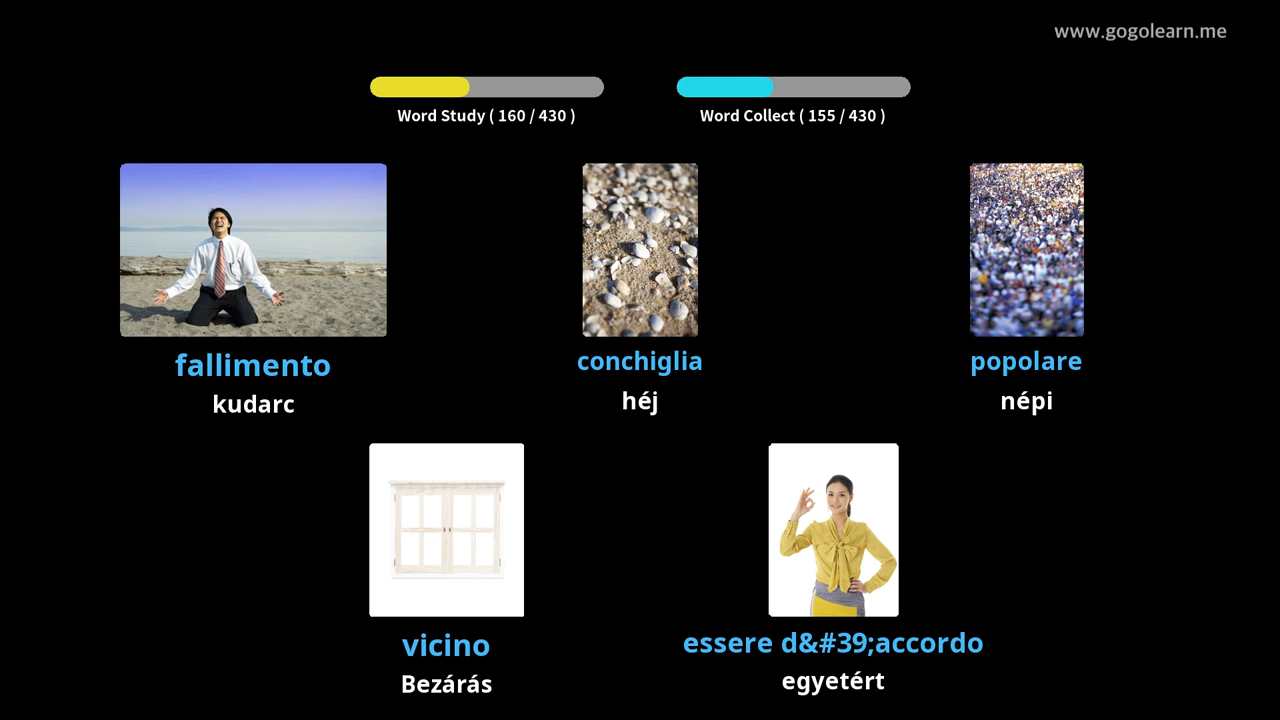 www.gogolearn.me
Word Study ( 160 / 430 )
Word Collect ( 155 / 430 )
fallimento
kudarc
conchiglia
héj
popolare
népi
vicino
Bezárás
essere d&#39;accordo
egyetért